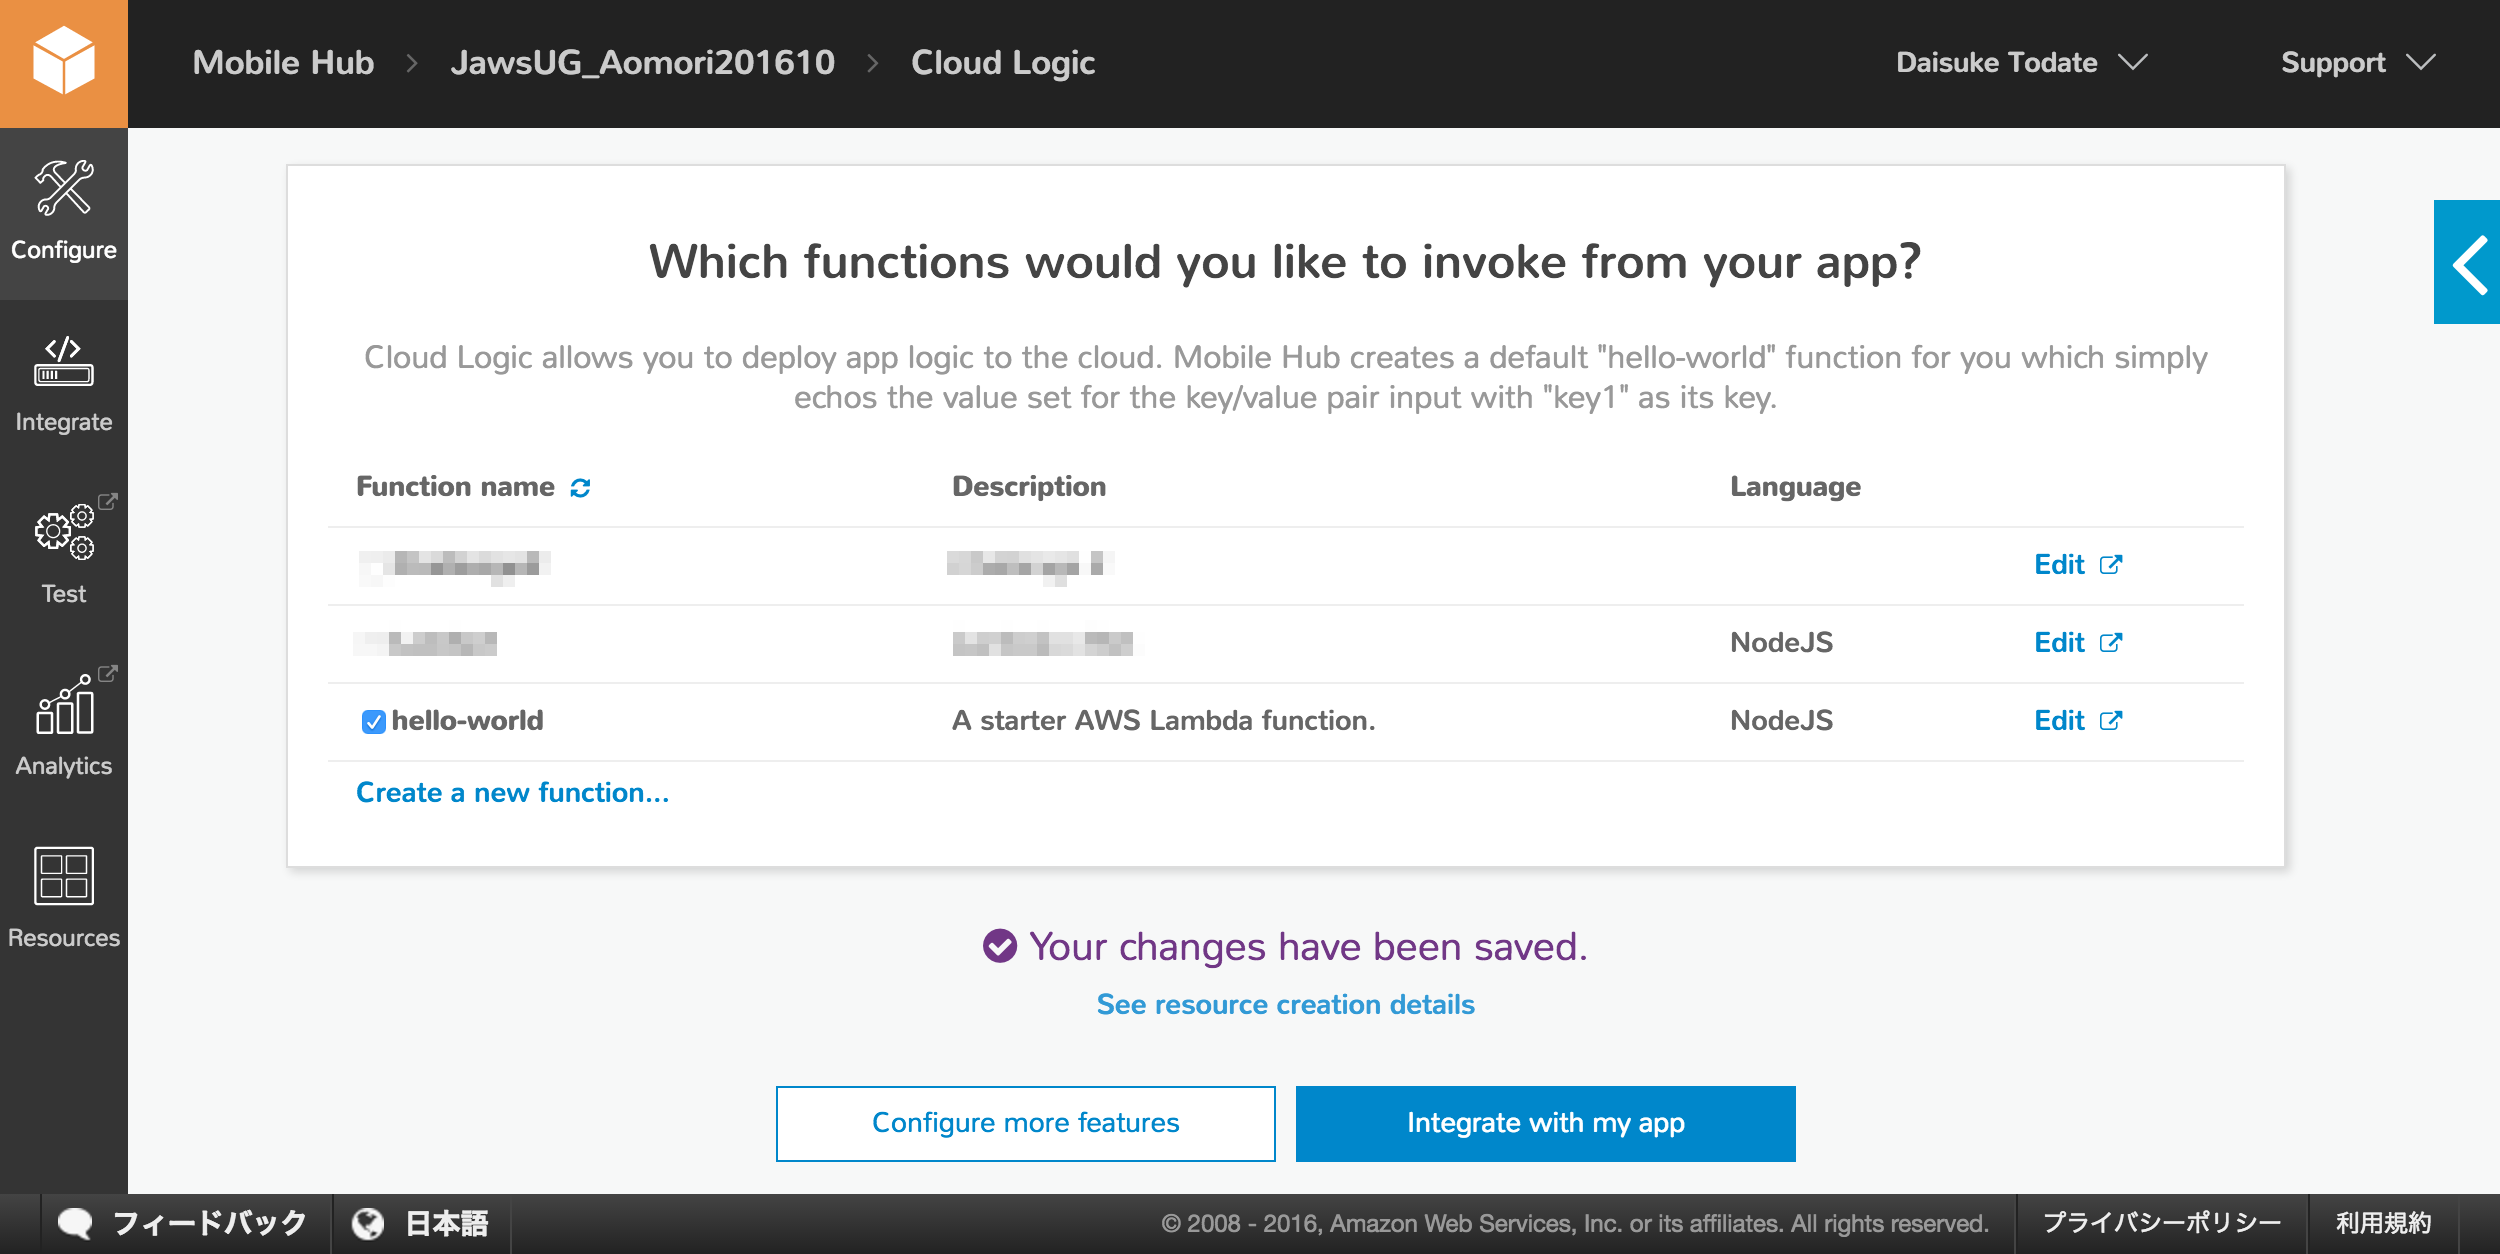 Mobile Hub > JawsUG_Aomori201610 > Cloud Logic
Daisuke Todate
Support
Configure
Integrate
Test
Analytics
Resources
Which functions would you like to invoke from your app?
Cloud Logic allows you to deploy app logic to the cloud. Mobile Hub creates a default "hello-world" function for you which simply
echos the value set for the key/value pair input with "key1" as its key.
Function name Description Language
Edit
NodeJS Edit
hello-world A starter AWS Lambda function. NodeJS Edit
Create a new function...
Your changes have been saved.
See resource creation details
Configure more features
Integrate with my app
フィードバック
日本語
© 2008 - 2016, Amazon Web Services, Inc. or its affiliates. All rights reserved.
プライバシーポリシー
利用規約